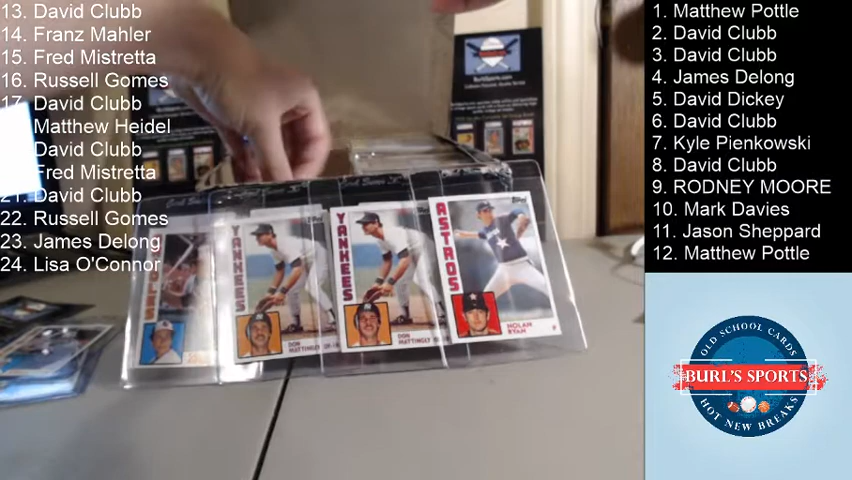 13. David Clubb
14. Franz Mahler
15. Fred Mistretta
16. Russell Gomes
17. David Clubb
Matthew Heidel
David Clubb
Fred Mistretta
21. David Clubb
22. Russell Gomes
23. James Delong
24. Lisa O'Connor
1. Matthew Pottle
2. David Clubb
3. David Clubb
4. James Delong
5. David Dickey
6. David Clubb
7. Kyle Pienkowski
8. David Clubb
9. RODNEY MOORE
10. Mark Davies
11. Jason Sheppard
12. Matthew Pottle
YANKEES
DON
MATTINGLY
YANKEES
DON
MATTINGLY
ASTROS
NOLAN
RYAN
OLD SCHOOL CARDS
BURL'S SPORTS
HOT NEW BREAKS